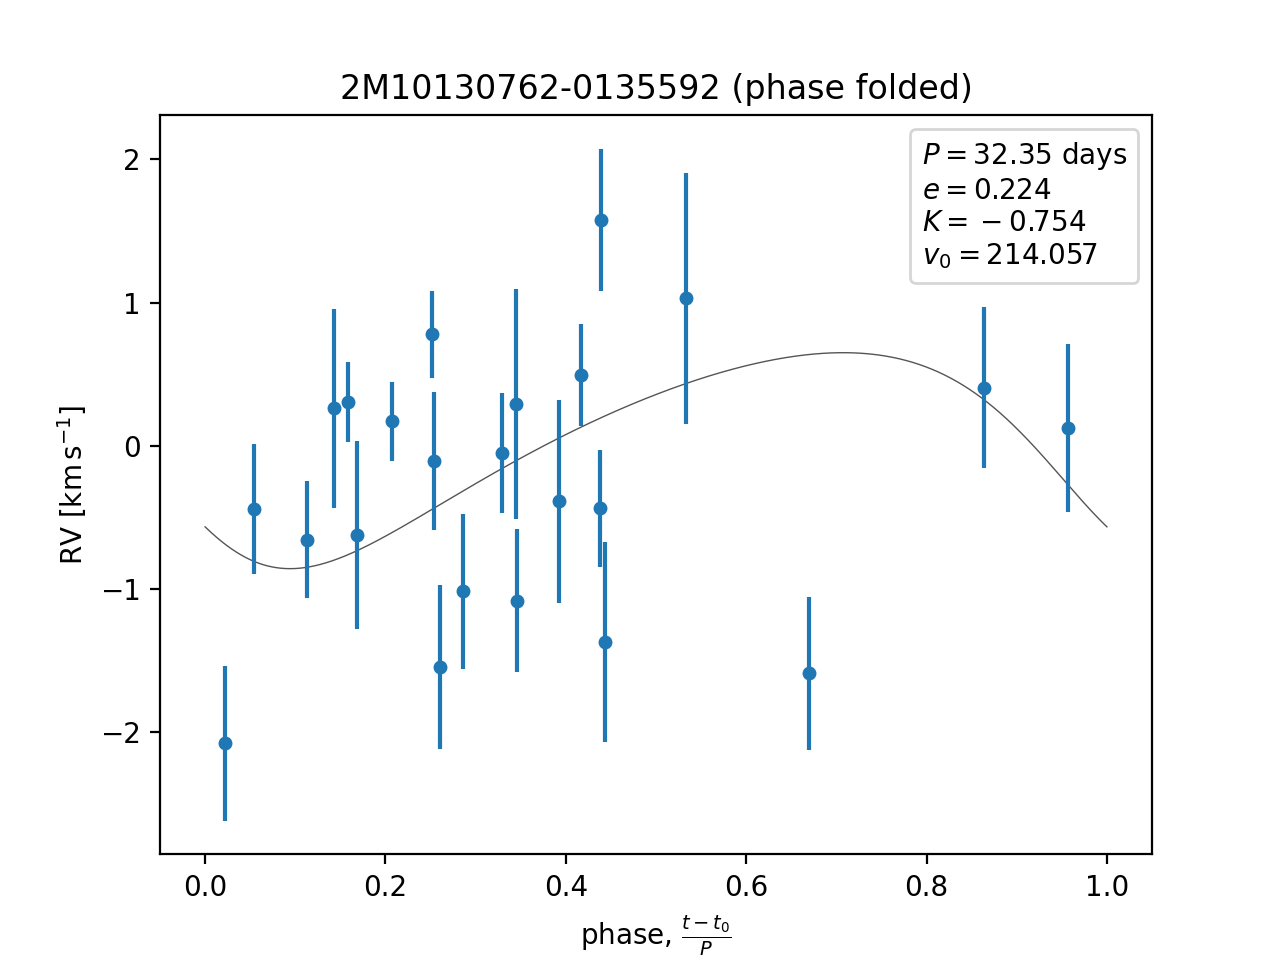 2M10130762-0135592 (phase folded)
P = 32.35 days
e = 0.224
K = −0.754
v₀ = 214.057
2
1
0
−1
−2
RV [km s⁻¹]
0.0 0.2 0.4 0.6 0.8 1.0
phase, (t − t₀)/P